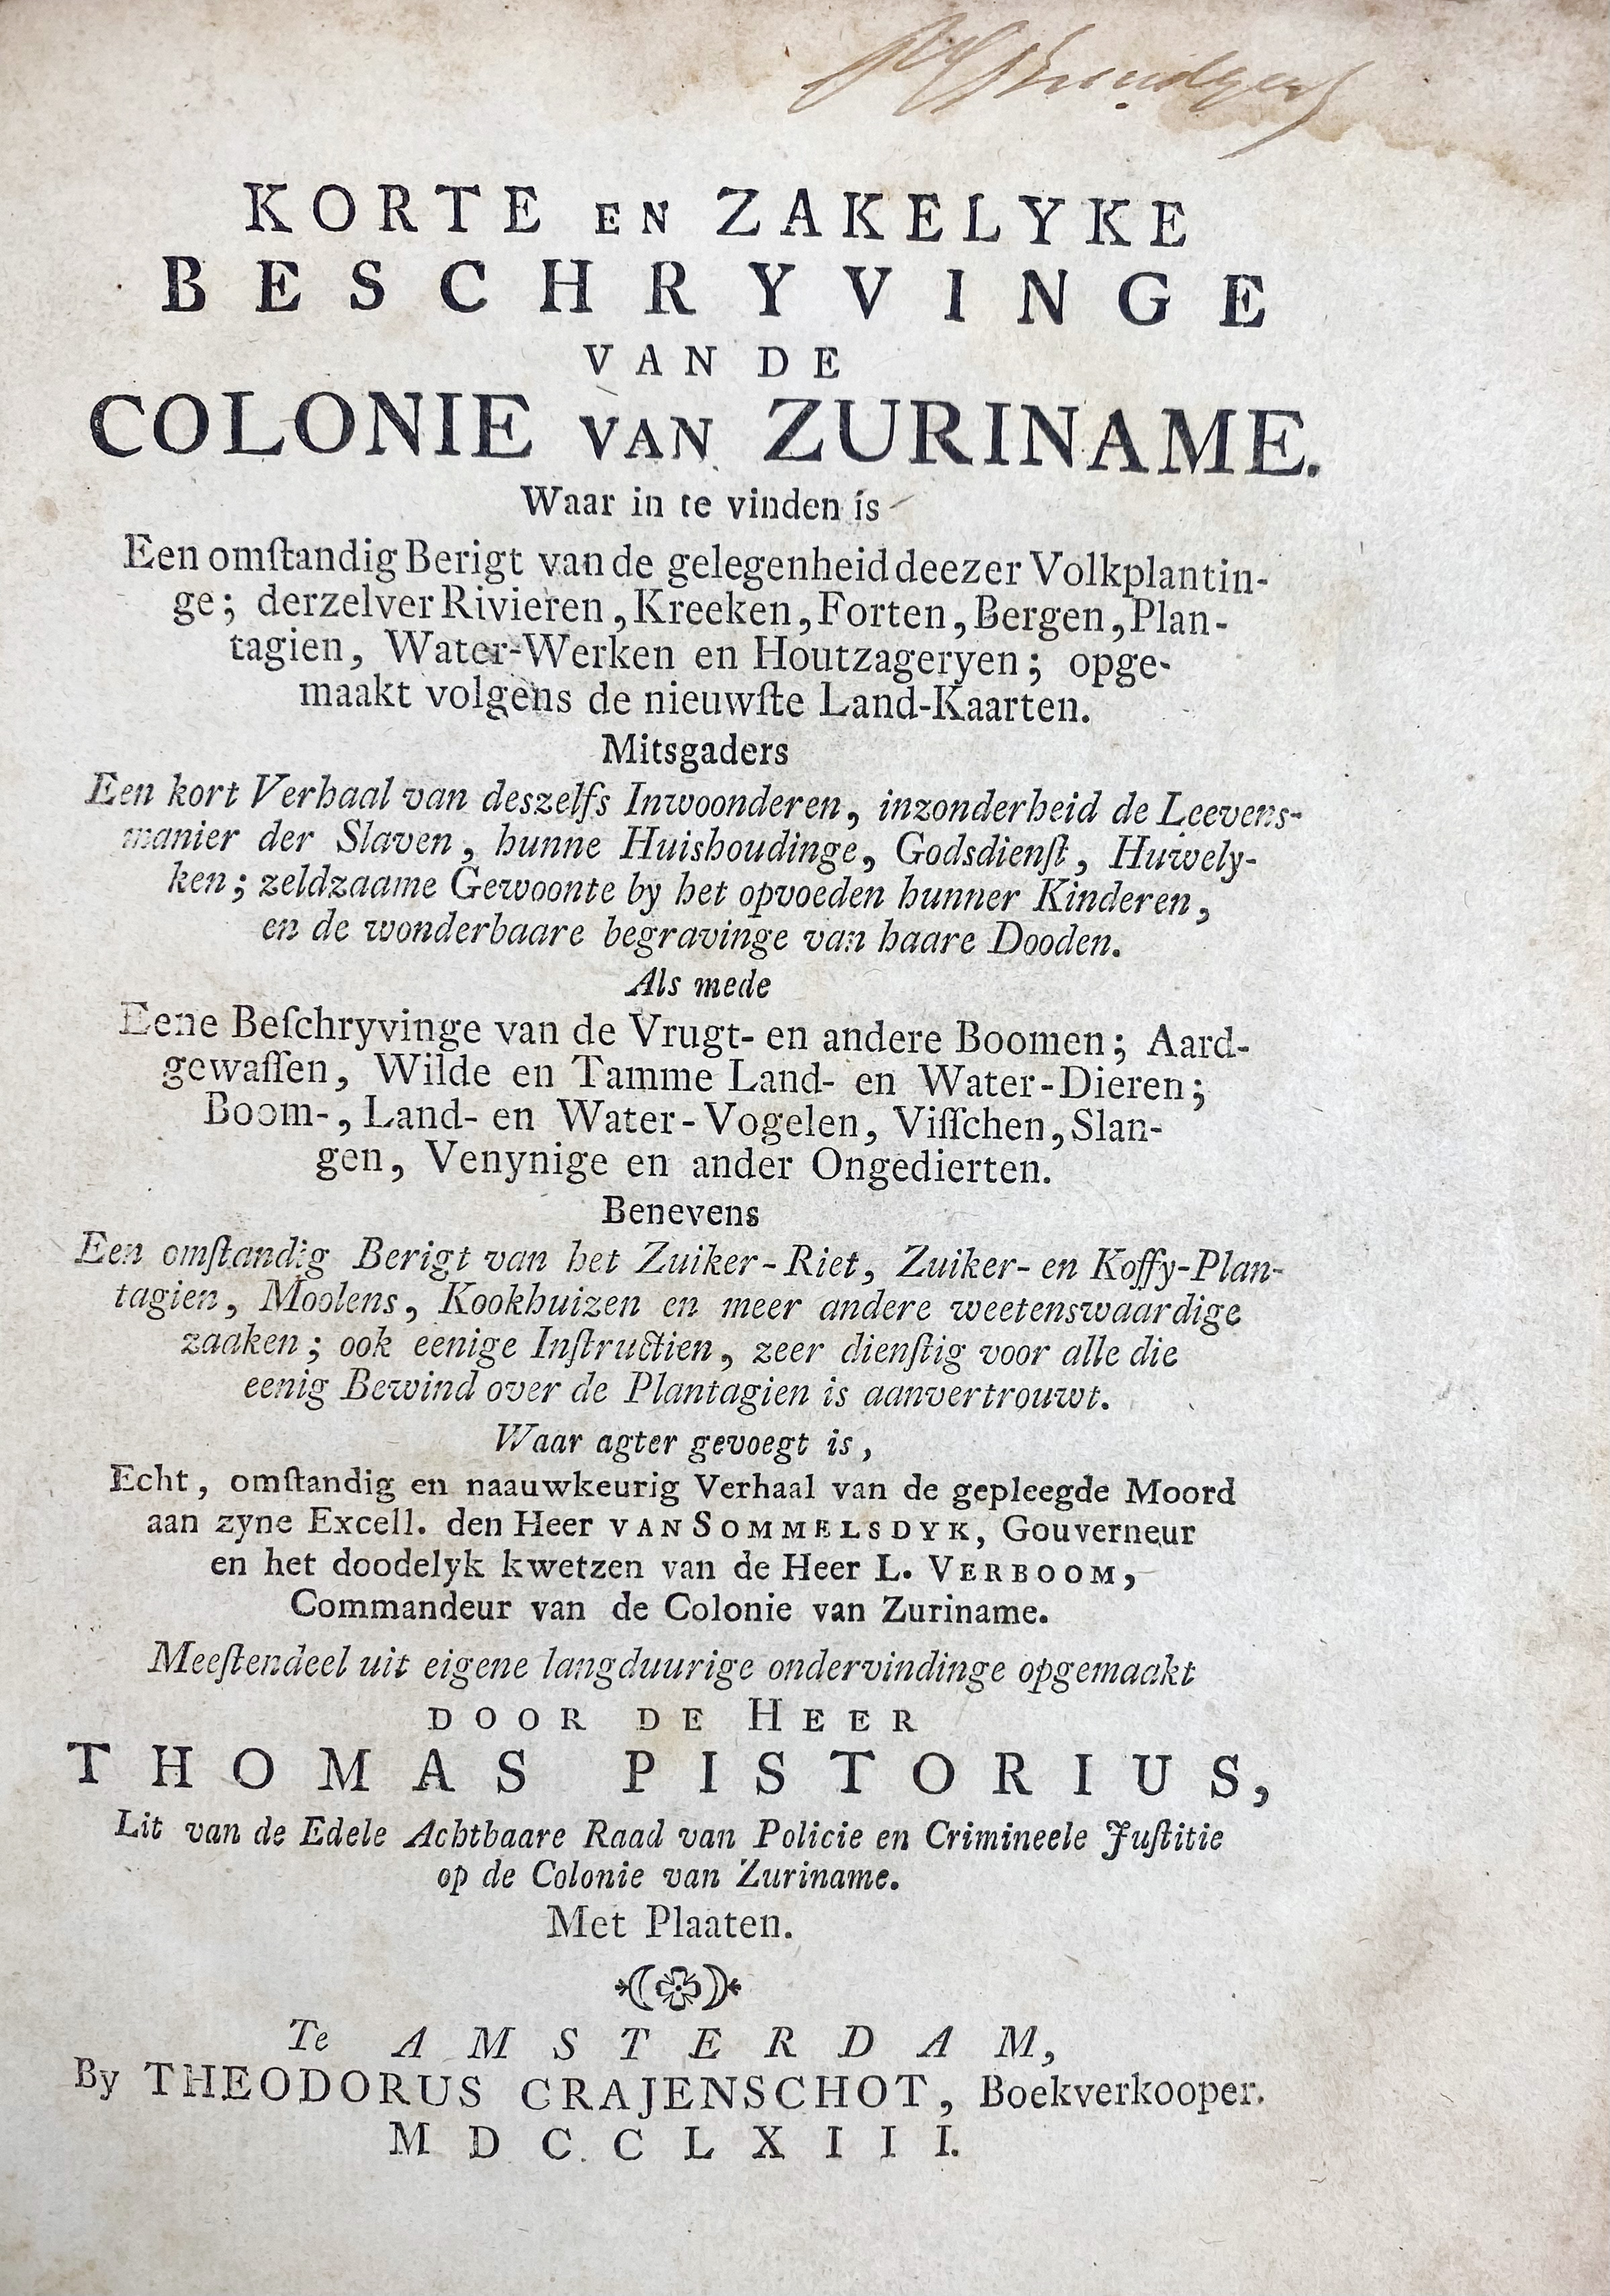 KORTE EN ZAKELYKE
BESCHRYVINGE
VAN DE
COLONIE VAN ZURINAME.
Waar in te vinden is
Een omſtandig Berigt van de gelegenheid deezer Volkplantin-
ge; derzelver Rivieren, Kreeken, Forten, Bergen, Plan-
tagien, Water-Werken en Houtzageryen; opge-
maakt volgens de nieuwſte Land-Kaarten.
Mitsgaders
Een kort Verhaal van deszelfs Inwoonderen, inzonderheid de Leevens-
manier der Slaven, hunne Huishoudinge, Godsdienſt, Huwely-
ken; zeldzaame Gewoonte by het opvoeden hunner Kinderen,
en de wonderbaare begravinge van haare Dooden.
Als mede
Eene Beſchryvinge van de Vrugt- en andere Boomen; Aard-
gewaſſen, Wilde en Tamme Land- en Water-Dieren;
Boom-, Land- en Water-Vogelen, Viſſchen, Slan-
gen, Venynige en ander Ongedierten.
Benevens
Een omſtandig Berigt van het Zuiker-Riet, Zuiker- en Koffy-Plan-
tagien, Moolens, Kookhuizen en meer andere weetenswaardige
zaaken; ook eenige Inſtructien, zeer dienſtig voor alle die
eenig Bewind over de Plantagien is aanvertrouwt.
Waar agter gevoegt is,
Echt, omſtandig en naauwkeurig Verhaal van de gepleegde Moord
aan zyne Excell. den Heer VAN SOMMELSDYK, Gouverneur
en het doodelyk kwetzen van de Heer L. VERBOOM,
Commandeur van de Colonie van Zuriname.
Meeſtendeel uit eigene langduurige ondervindinge opgemaakt
DOOR DE HEER
THOMAS PISTORIUS,
Lit van de Edele Achtbaare Raad van Policie en Crimineele Juſtitie
op de Colonie van Zuriname.
Met Plaaten.
Te AMSTERDAM,
By THEODORUS CRAJENSCHOT, Boekverkooper.
MDCCLXIII.